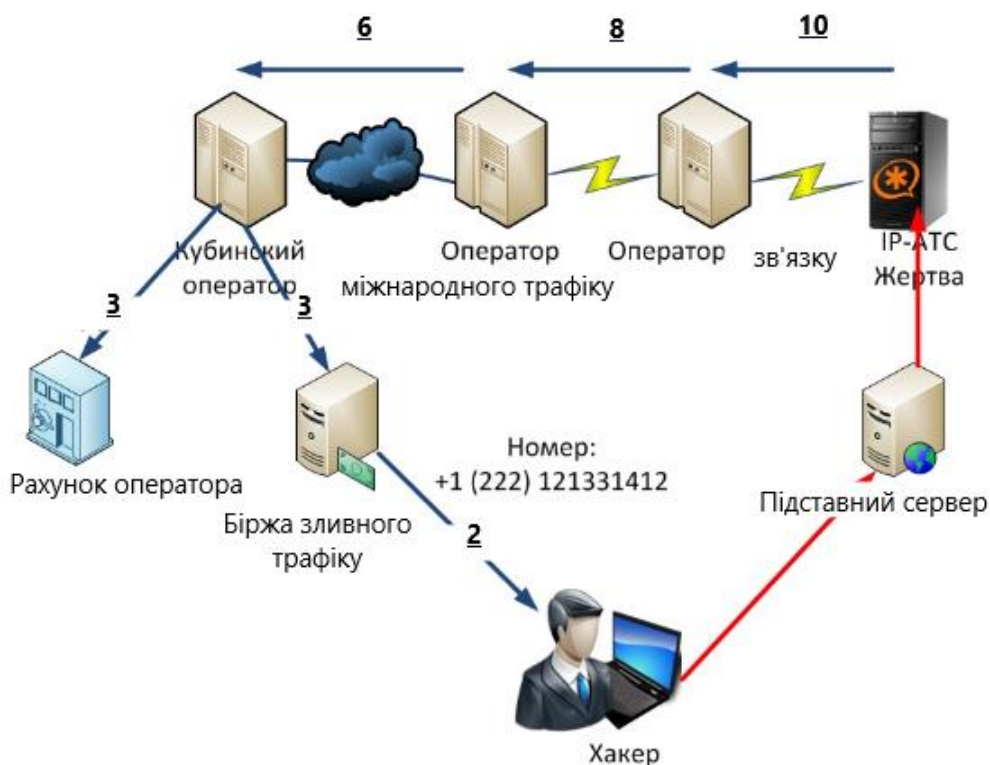 6
8
10
Кубинский
оператор
Оператор
міжнародного трафіку
Оператор
зв'язку
IP-АТС
Жертва
3
3
Номер:
+1 (222) 121331412
Рахунок оператора
Біржа зливного
трафіку
Підставний сервер
2
Хакер